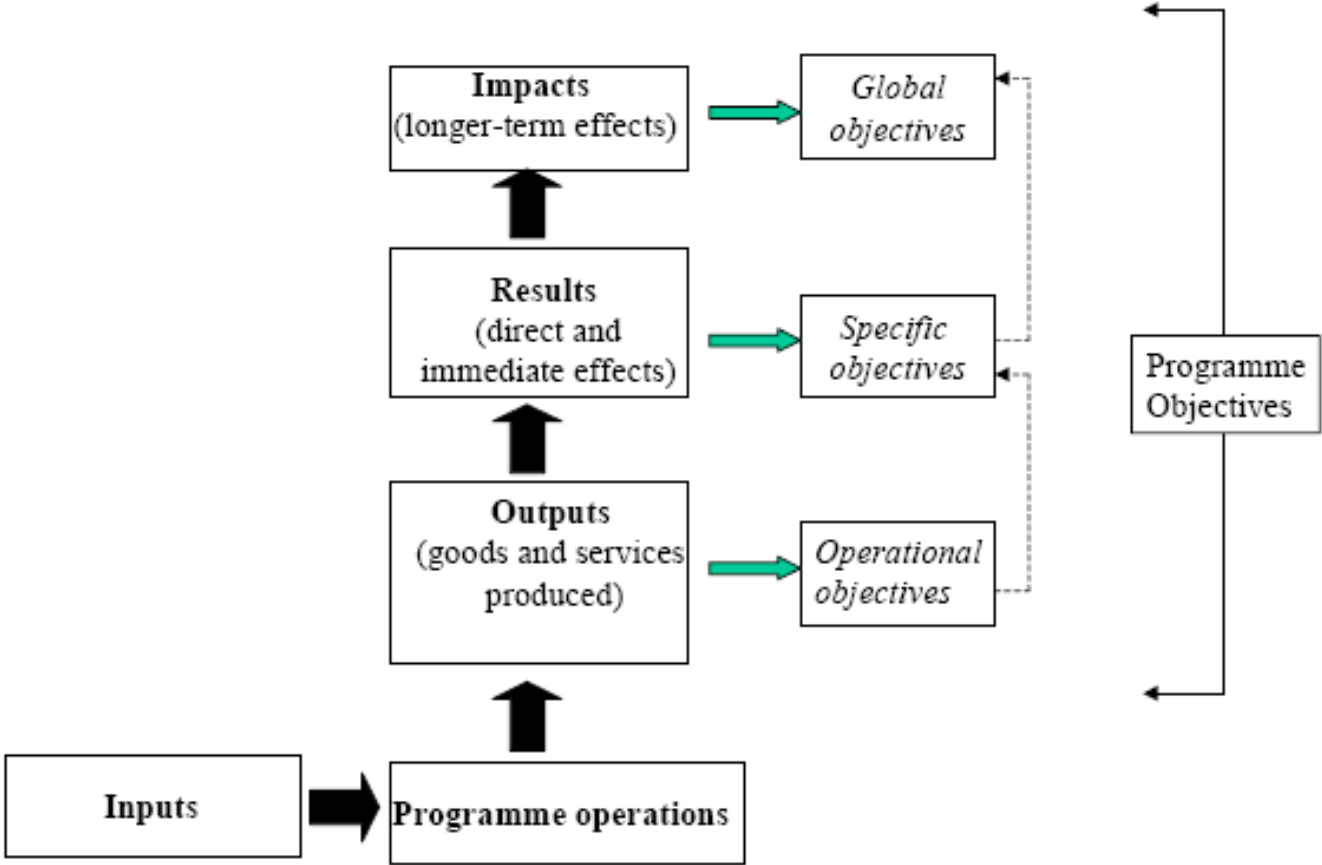 Impacts
(longer-term effects)
Global
objectives
Results
(direct and
immediate effects)
Specific
objectives
Programme
Objectives
Outputs
(goods and services
produced)
Operational
objectives
Inputs
Programme operations